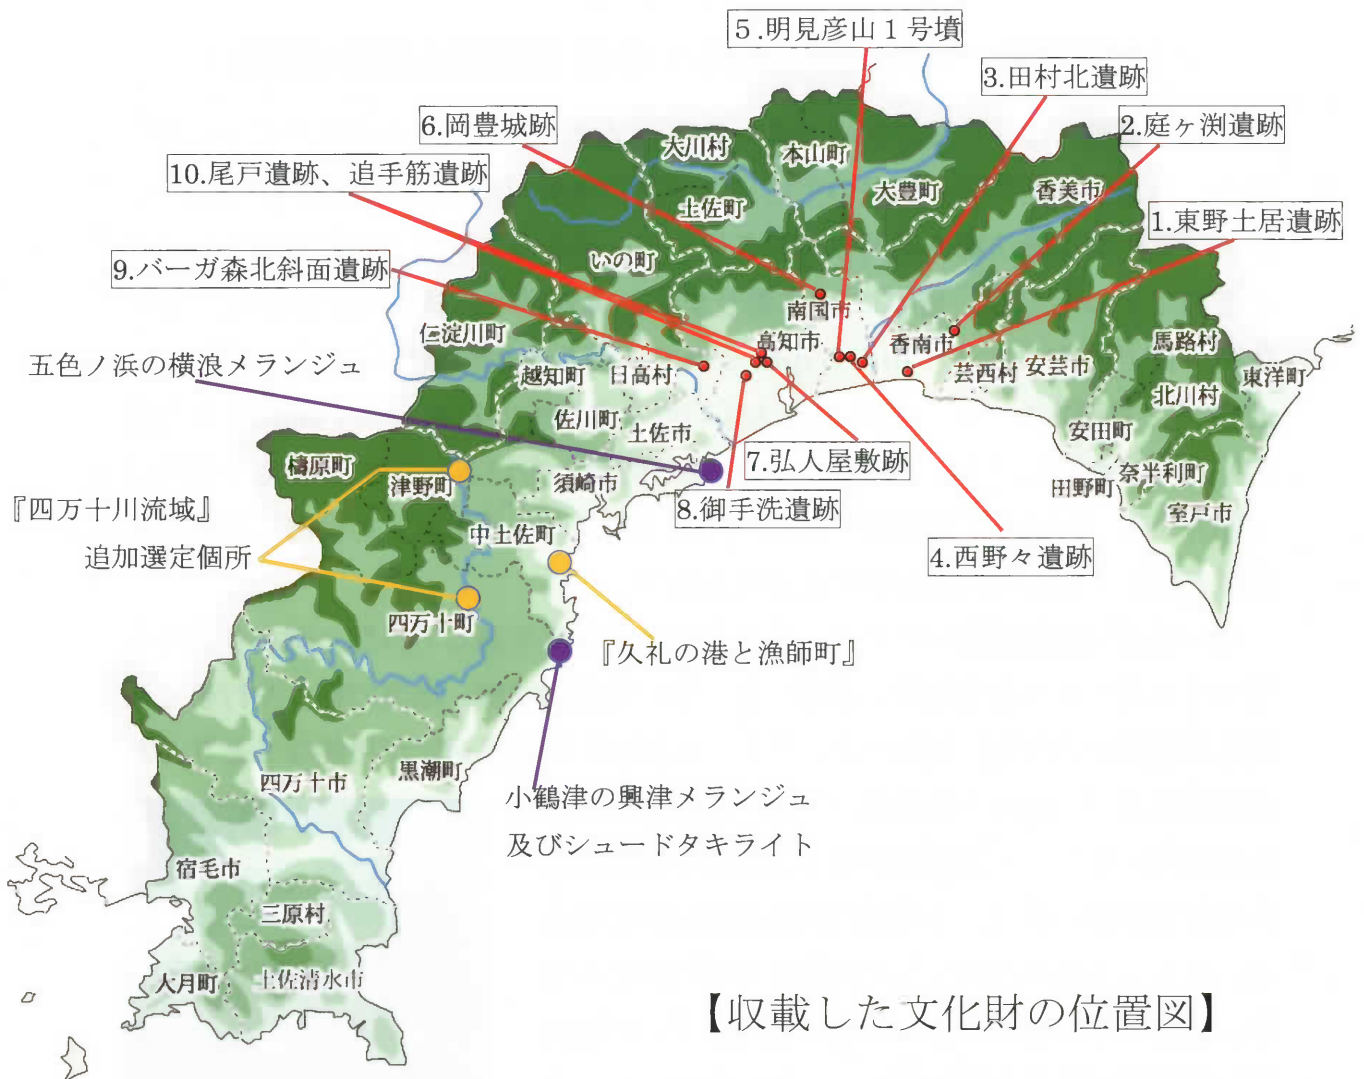 5.明見彦山1号墳
3.田村北遺跡
6.岡豊城跡
2.庭ヶ渕遺跡
10.尾戸遺跡、追手筋遺跡
1.東野土居遺跡
9.バーガ森北斜面遺跡
大川村
本山町
土佐町
大豊町
香美市
いの町
南国市
仁淀川町
高知市
香南市
馬路村
五色ノ浜の横浪メランジュ
越知町
日高村
芸西村
安芸市
東洋町
北川村
佐川町
土佐市
安田町
7.弘人屋敷跡
檮原町
津野町
須崎市
奈半利町
田野町
8.御手洗遺跡
室戸市
『四万十川流域』
追加選定個所
中土佐町
4.西野々遺跡
四万十町
『久礼の港と漁師町』
四万十市
黒潮町
小鶴津の興津メランジュ
及びシュードタキライト
宿毛市
三原村
大月町
土佐清水市
【収載した文化財の位置図】